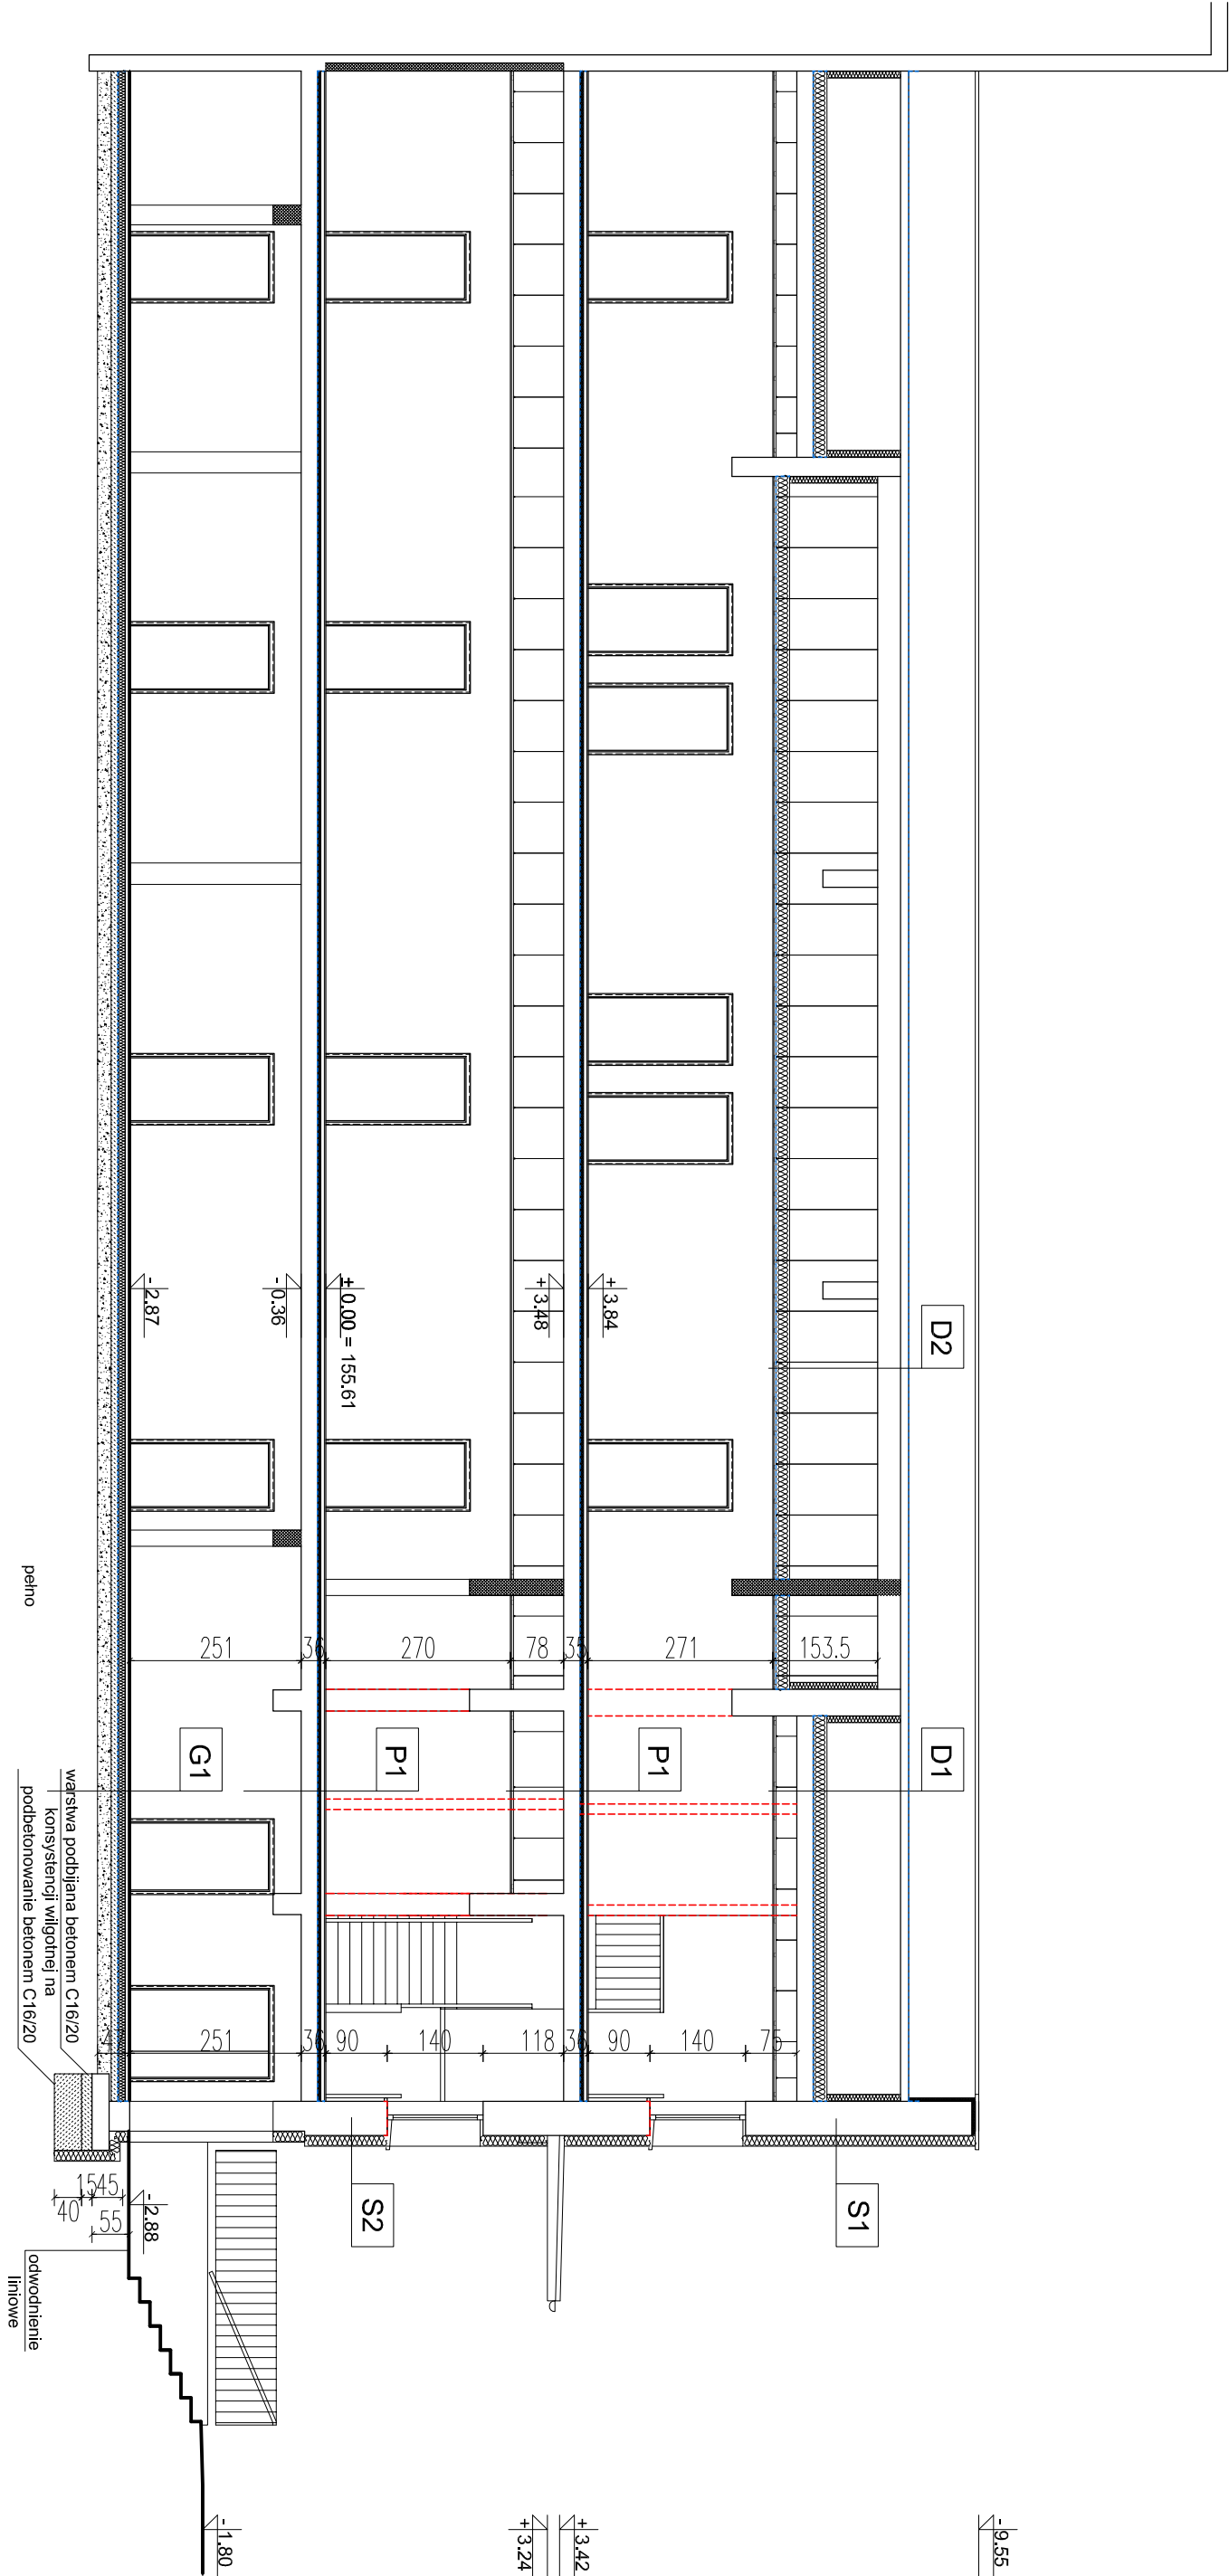 D2
D1
- 9.55
153.5
S1
+ 3.84
+ 3.48
271
P1
75
140
90
36
+ 3.42
+ 3.24
35
78
270
P1
118
140
90
S2
± 0.00 = 155.61
- 0.36
36
36
251
G1
251
- 2.87
- 2.88
- 1.80
1545
40
55
pełno
warstwa podbijana betonem C16/20
konsystencji wilgotnej na
podbetonowanie betonem C16/20
odwodnienie
liniowe